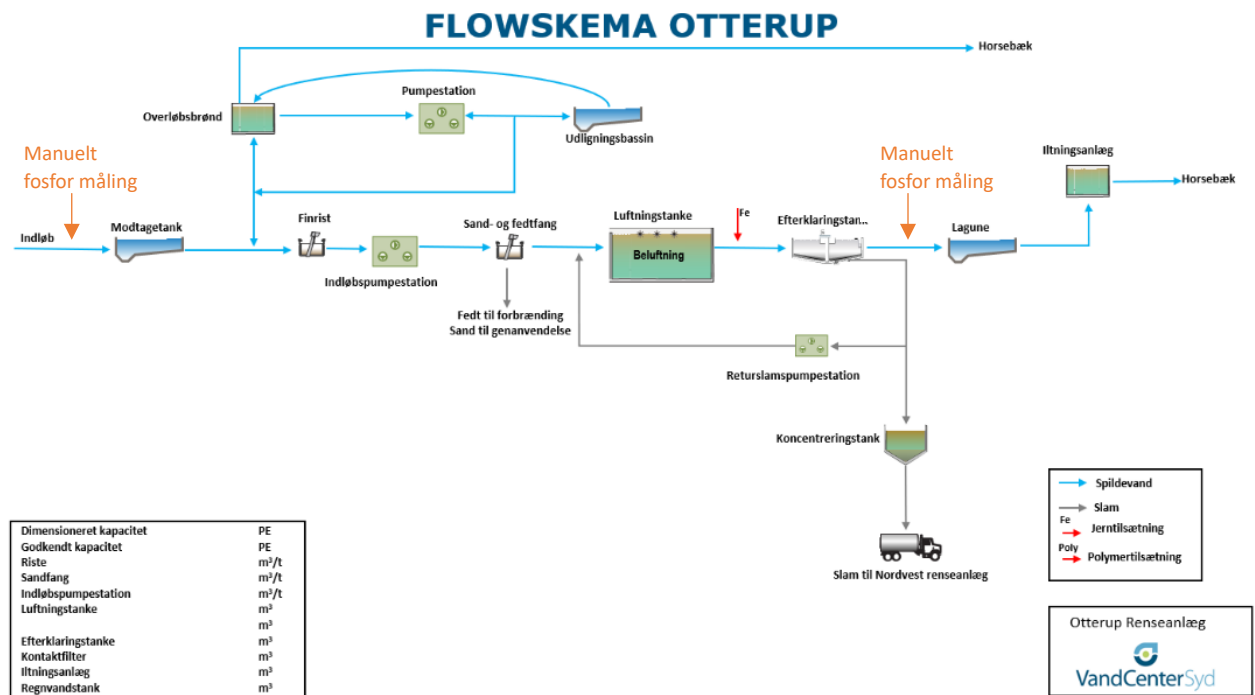 FLOWSKEMA OTTERUP
Horsebæk
Pumpestation
Overløbsbrønd
Udligningsbassin
Manuelt
fosfor måling
Manuelt
fosfor måling
Iltningsanlæg
Horsebæk
Indløb
Modtagetank
Finrist
Indløbspumpestation
Sand- og fedtfang
Luftningstanke
Beluftning
Fe
Efterklaringstan...
Lagune
Fedt til forbrænding
Sand til genanvendelse
Returslamspumpestation
Koncentreringstank
Slam til Nordvest renseanlæg
Spildevand
Slam
Fe
Jerntilsætning
Poly
Polymertilsætning
Dimensioneret kapacitet PE
Godkendt kapacitet PE
Riste m³/t
Sandfang m³/t
Indløbspumpestation m³/t
Luftningstanke m³
m³
Efterklaringstanke m³
Kontaktfilter m³
Iltningsanlæg m³
Regnvandstank m³
Otterup Renseanlæg
VandCenterSyd